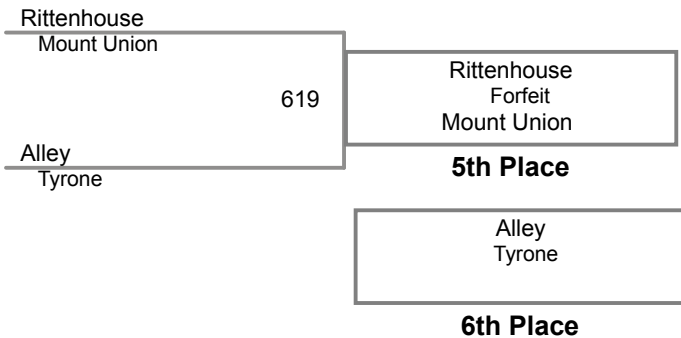 Rittenhouse
Mount Union
619
Alley
Tyrone
Rittenhouse
Forfeit
Mount Union
5th Place
Alley
Tyrone
6th Place